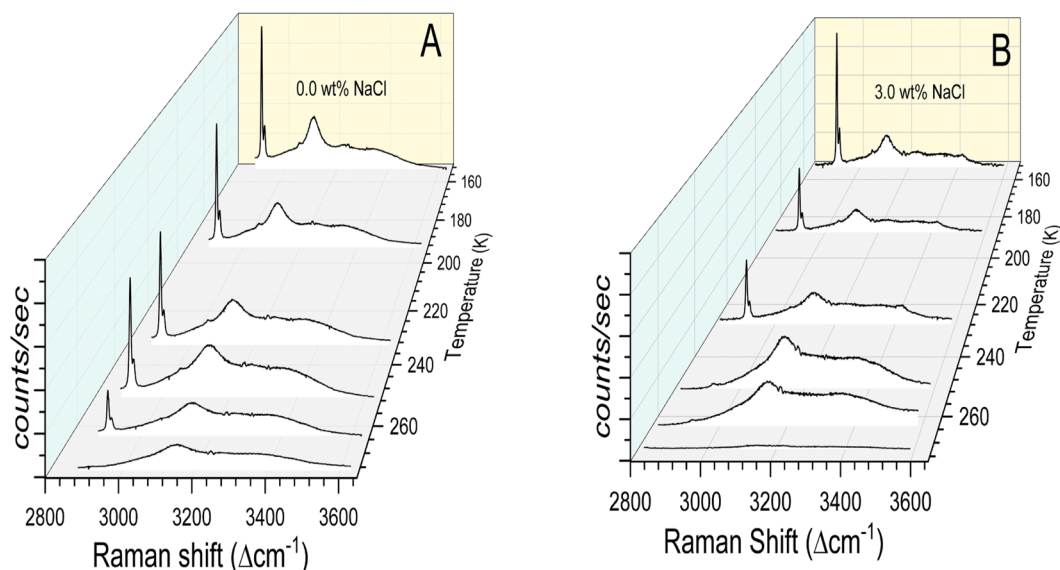 A
0.0 wt% NaCl
160
180
200
220
240
260
Temperature (K)
counts/sec
2800
3000
3200
3400
3600
Raman shift (Δcm-1)
B
3.0 wt% NaCl
160
180
200
220
240
260
Temperature (K)
counts/sec
2800
3000
3200
3400
3600
Raman Shift (Δcm-1)